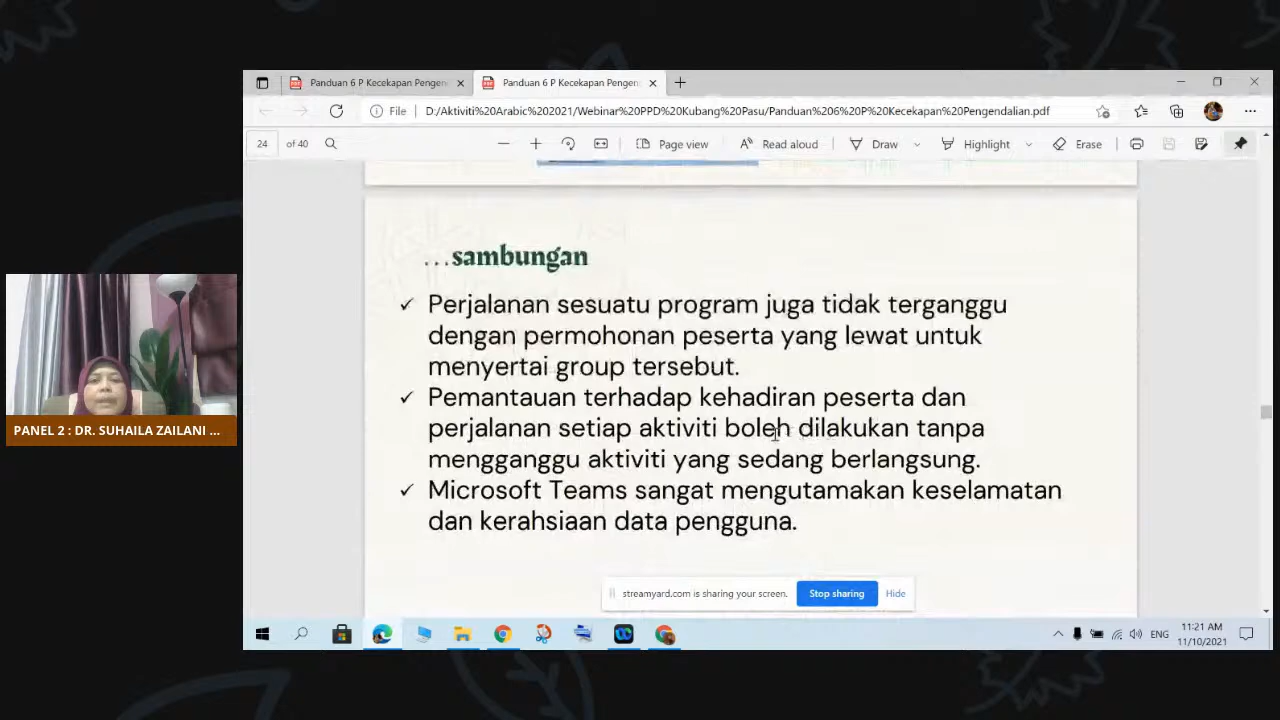 Panduan 6 P Kecekapan Pengen
Panduan 6 P Kecekapan Pengen
File
D:/Aktiviti%20Arabic%202021/Webinar%20PPD%20Kubang%20Pasu/Panduan%206%20P%20Kecekapan%20Pengendalian.pdf
24 of 40
Page view
Read aloud
Draw
Highlight
Erase
...sambungan
✓ Perjalanan sesuatu program juga tidak terganggu
dengan permohonan peserta yang lewat untuk
menyertai group tersebut.
✓ Pemantauan terhadap kehadiran peserta dan
perjalanan setiap aktiviti boleh dilakukan tanpa
mengganggu aktiviti yang sedang berlangsung.
✓ Microsoft Teams sangat mengutamakan keselamatan
dan kerahsiaan data pengguna.
PANEL 2 : DR. SUHAILA ZAILANI ...
streamyard.com is sharing your screen.
Stop sharing
Hide
ENG
11:21 AM
11/10/2021